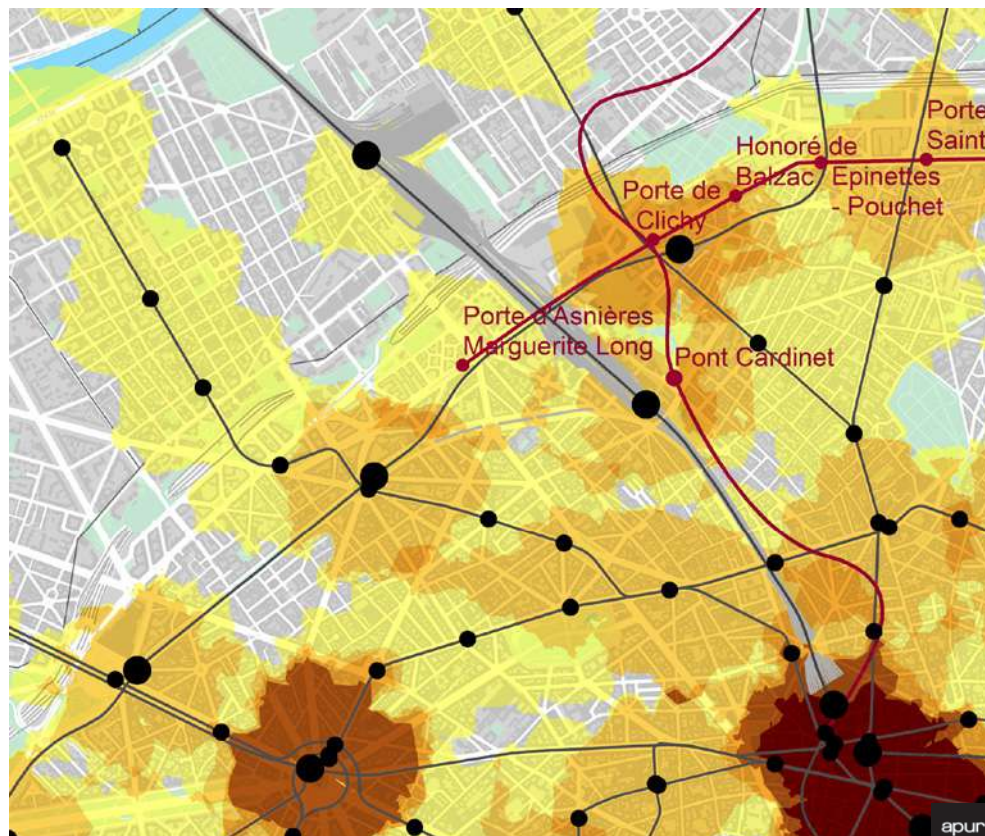 Porte
Saint
Honoré de
Balzac
Epinettes
- Pouchet
Porte de
Clichy
Porte d'Asnières
Marguerite Long
Pont Cardinet
apur